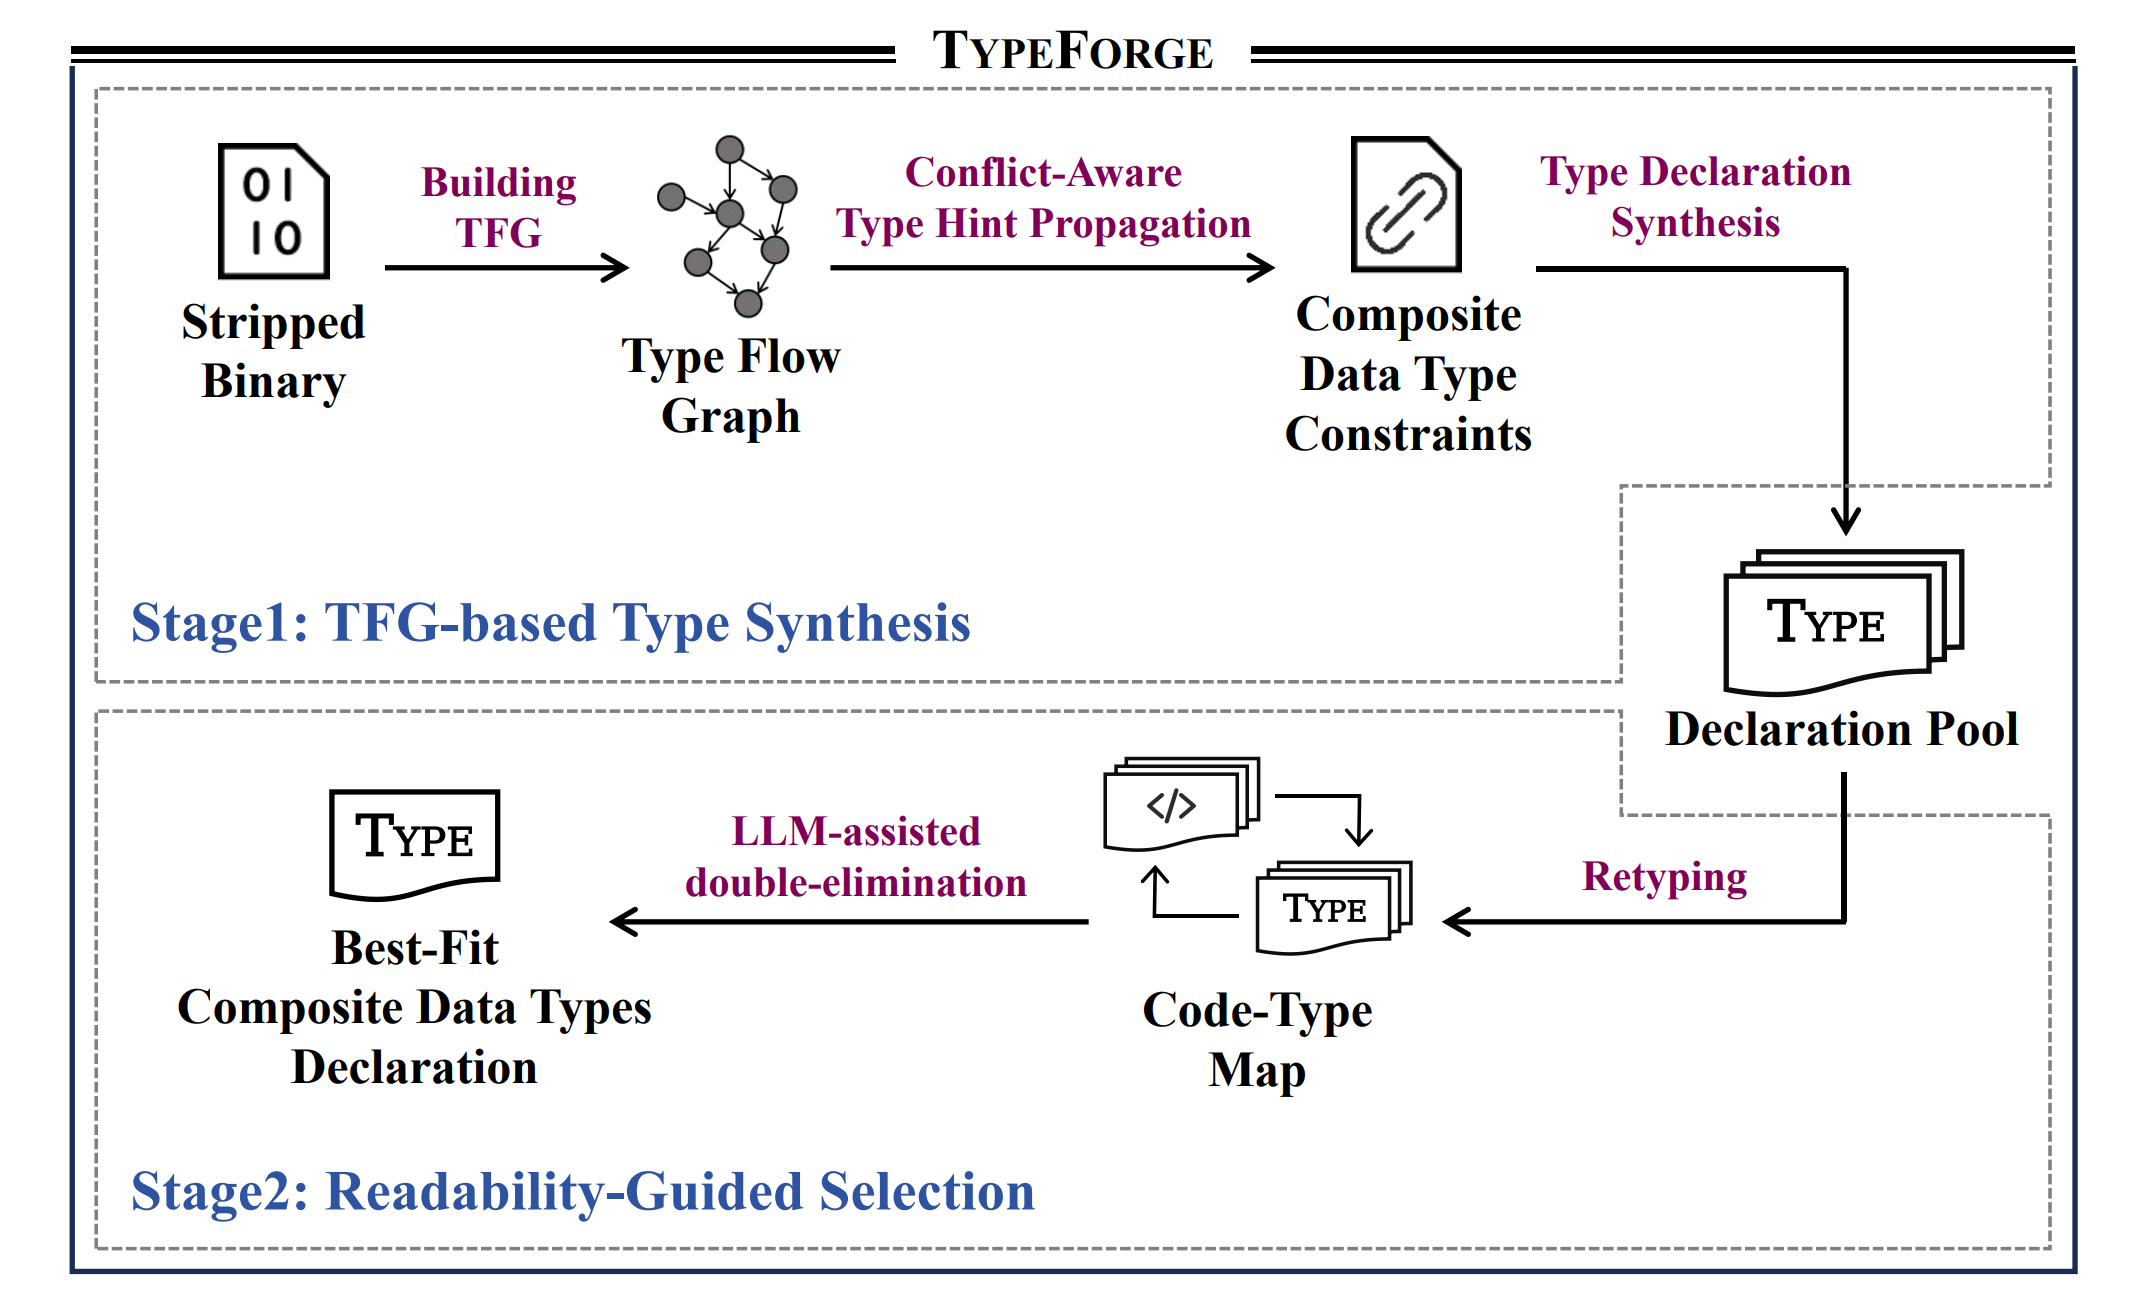 TYPEFORGE
01
10
Stripped
Binary
Building
TFG
Type Flow
Graph
Conflict-Aware
Type Hint Propagation
Composite
Data Type
Constraints
Type Declaration
Synthesis
Stage1: TFG-based Type Synthesis
TYPE
Declaration Pool
Retyping
</>
TYPE
Code-Type
Map
LLM-assisted
double-elimination
TYPE
Best-Fit
Composite Data Types
Declaration
Stage2: Readability-Guided Selection